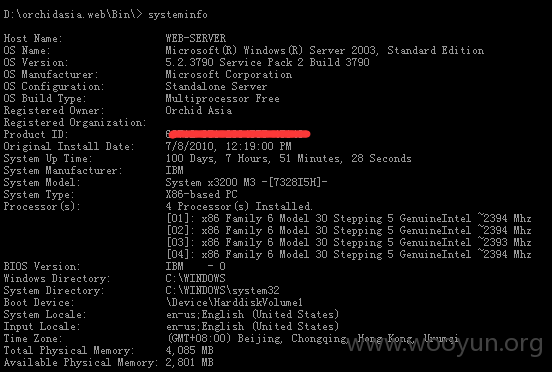 D:\orchidasia.web\Bin\> systeminfo
Host Name: WEB-SERVER
OS Name: Microsoft(R) Windows(R) Server 2003, Standard Edition
OS Version: 5.2.3790 Service Pack 2 Build 3790
OS Manufacturer: Microsoft Corporation
OS Configuration: Standalone Server
OS Build Type: Multiprocessor Free
Registered Owner: Orchid Asia
Registered Organization:
Product ID:
Original Install Date: 7/8/2010, 12:19:00 PM
System Up Time: 100 Days, 7 Hours, 51 Minutes, 28 Seconds
System Manufacturer: IBM
System Model: System x3200 M3 -[7328I5H]-
System Type: X86-based PC
Processor(s): 4 Processor(s) Installed.
[01]: x86 Family 6 Model 30 Stepping 5 GenuineIntel ~2394 Mhz
[02]: x86 Family 6 Model 30 Stepping 5 GenuineIntel ~2394 Mhz
[03]: x86 Family 6 Model 30 Stepping 5 GenuineIntel ~2393 Mhz
[04]: x86 Family 6 Model 30 Stepping 5 GenuineIntel ~2394 Mhz
BIOS Version: IBM - 0
Windows Directory: C:\WINDOWS
System Directory: C:\WINDOWS\system32
Boot Device: \Device\HarddiskVolume1
System Locale: en-us;English (United States)
Input Locale: en-us;English (United States)
Time Zone: (GMT+08:00) Beijing, Chongqing, Hong Kong, Urumqi
Total Physical Memory: 4,085 MB
Available Physical Memory: 2,801 MB
www.wooyun.org